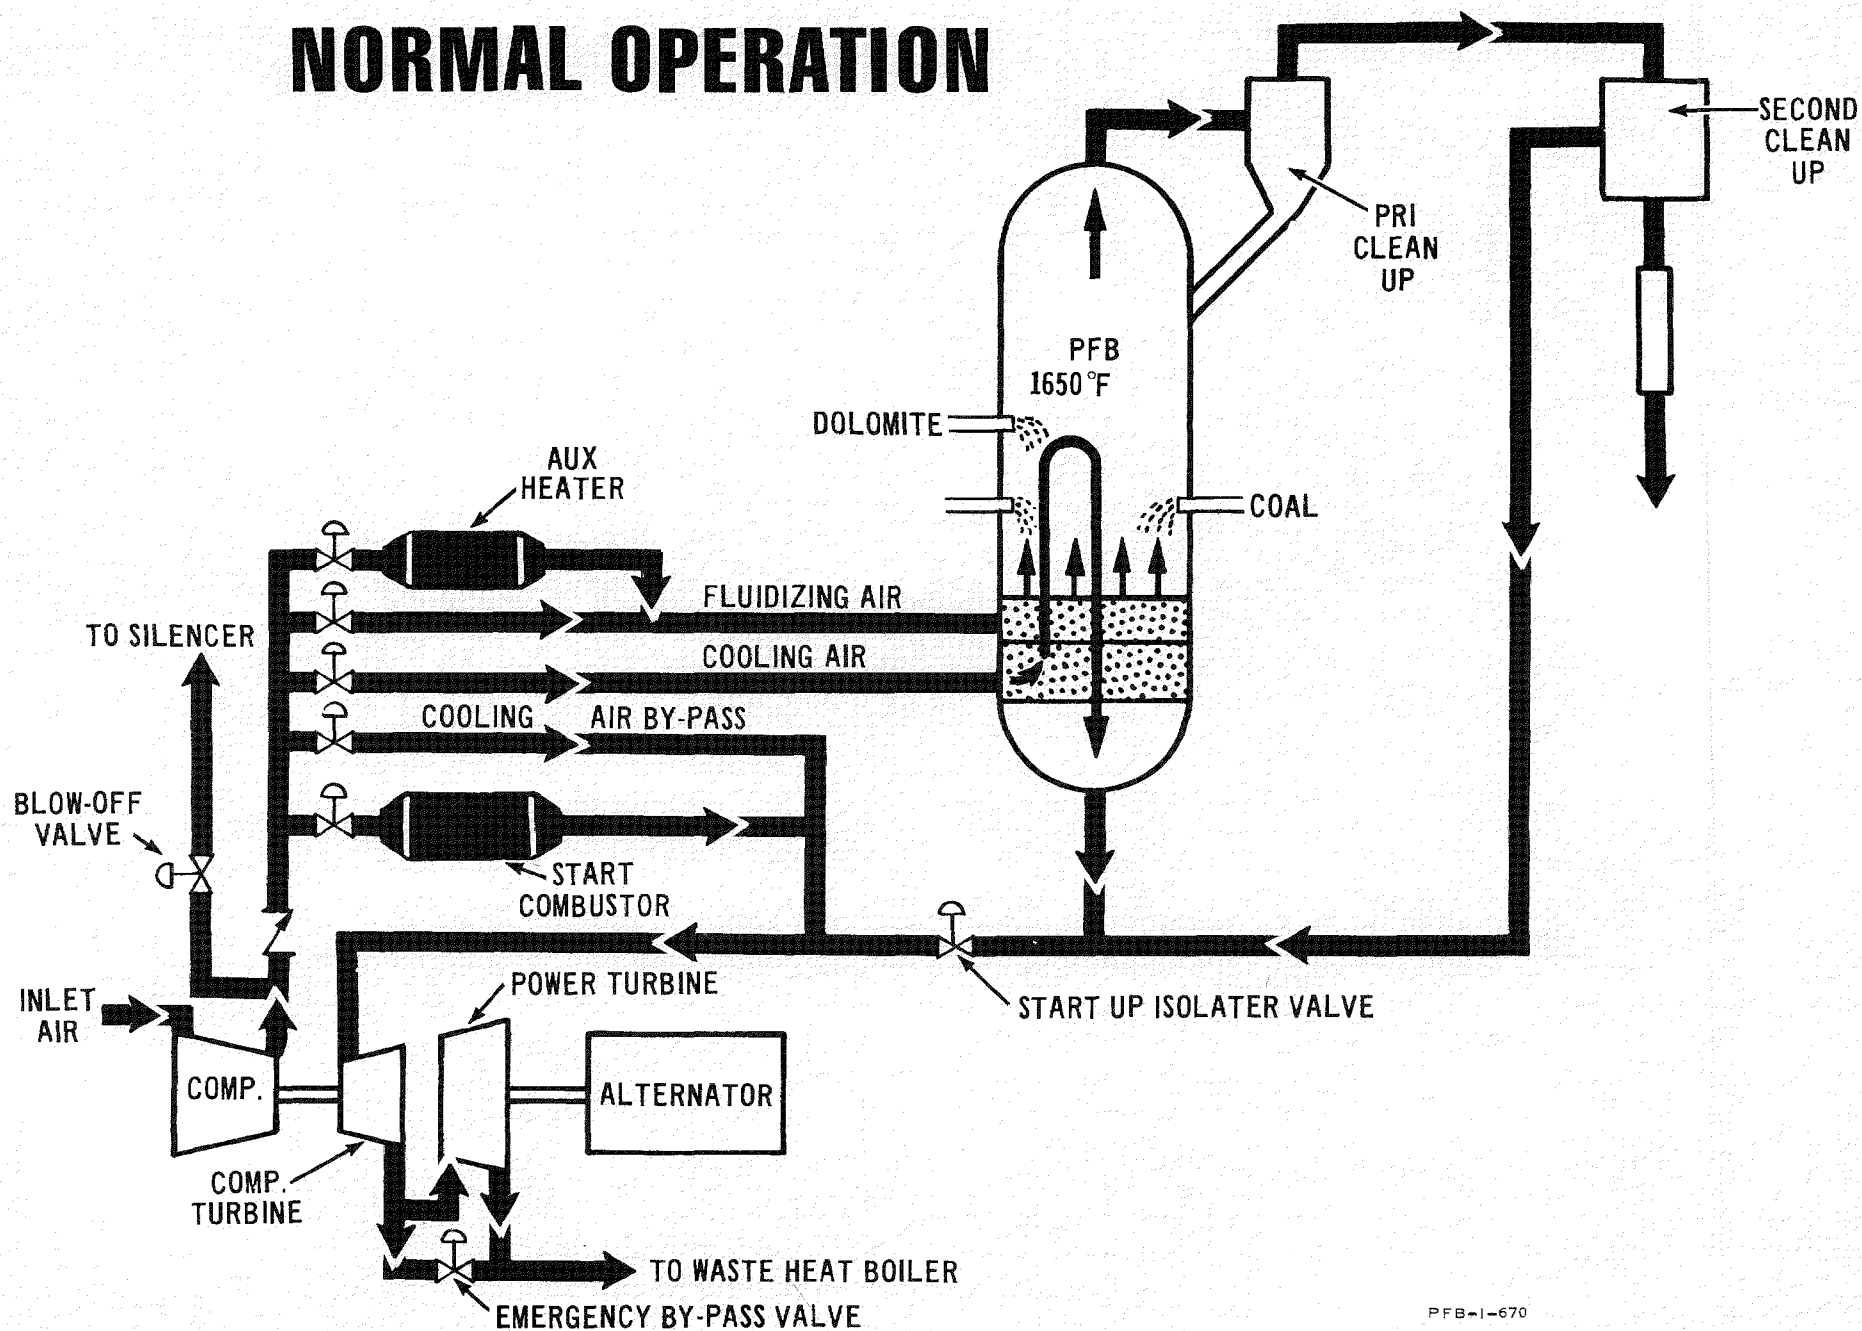 NORMAL OPERATION
SECOND
CLEAN
UP
PRI
CLEAN
UP
PFB
1650°F
DOLOMITE
COAL
AUX
HEATER
FLUIDIZING AIR
TO SILENCER
COOLING AIR
COOLING AIR BY-PASS
BLOW-OFF
VALVE
START
COMBUSTOR
INLET
AIR
POWER TURBINE
START UP ISOLATER VALVE
COMP.
ALTERNATOR
COMP.
TURBINE
TO WASTE HEAT BOILER
EMERGENCY BY-PASS VALVE
PFB-1-670